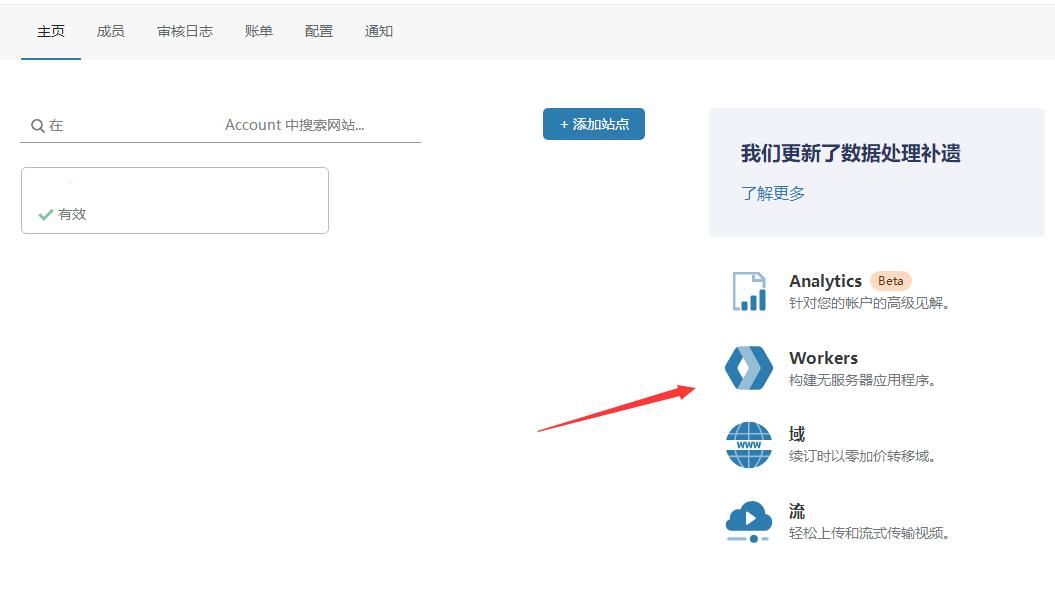 主页 成员 审核日志 账单 配置 通知
在 Account 中搜索网站...
+ 添加站点
有效
我们更新了数据处理补遗
了解更多
Analytics Beta
针对您的帐户的高级见解。
Workers
构建无服务器应用程序。
WWW
域
续订时以零加价转移域。
流
轻松上传和流式传输视频。